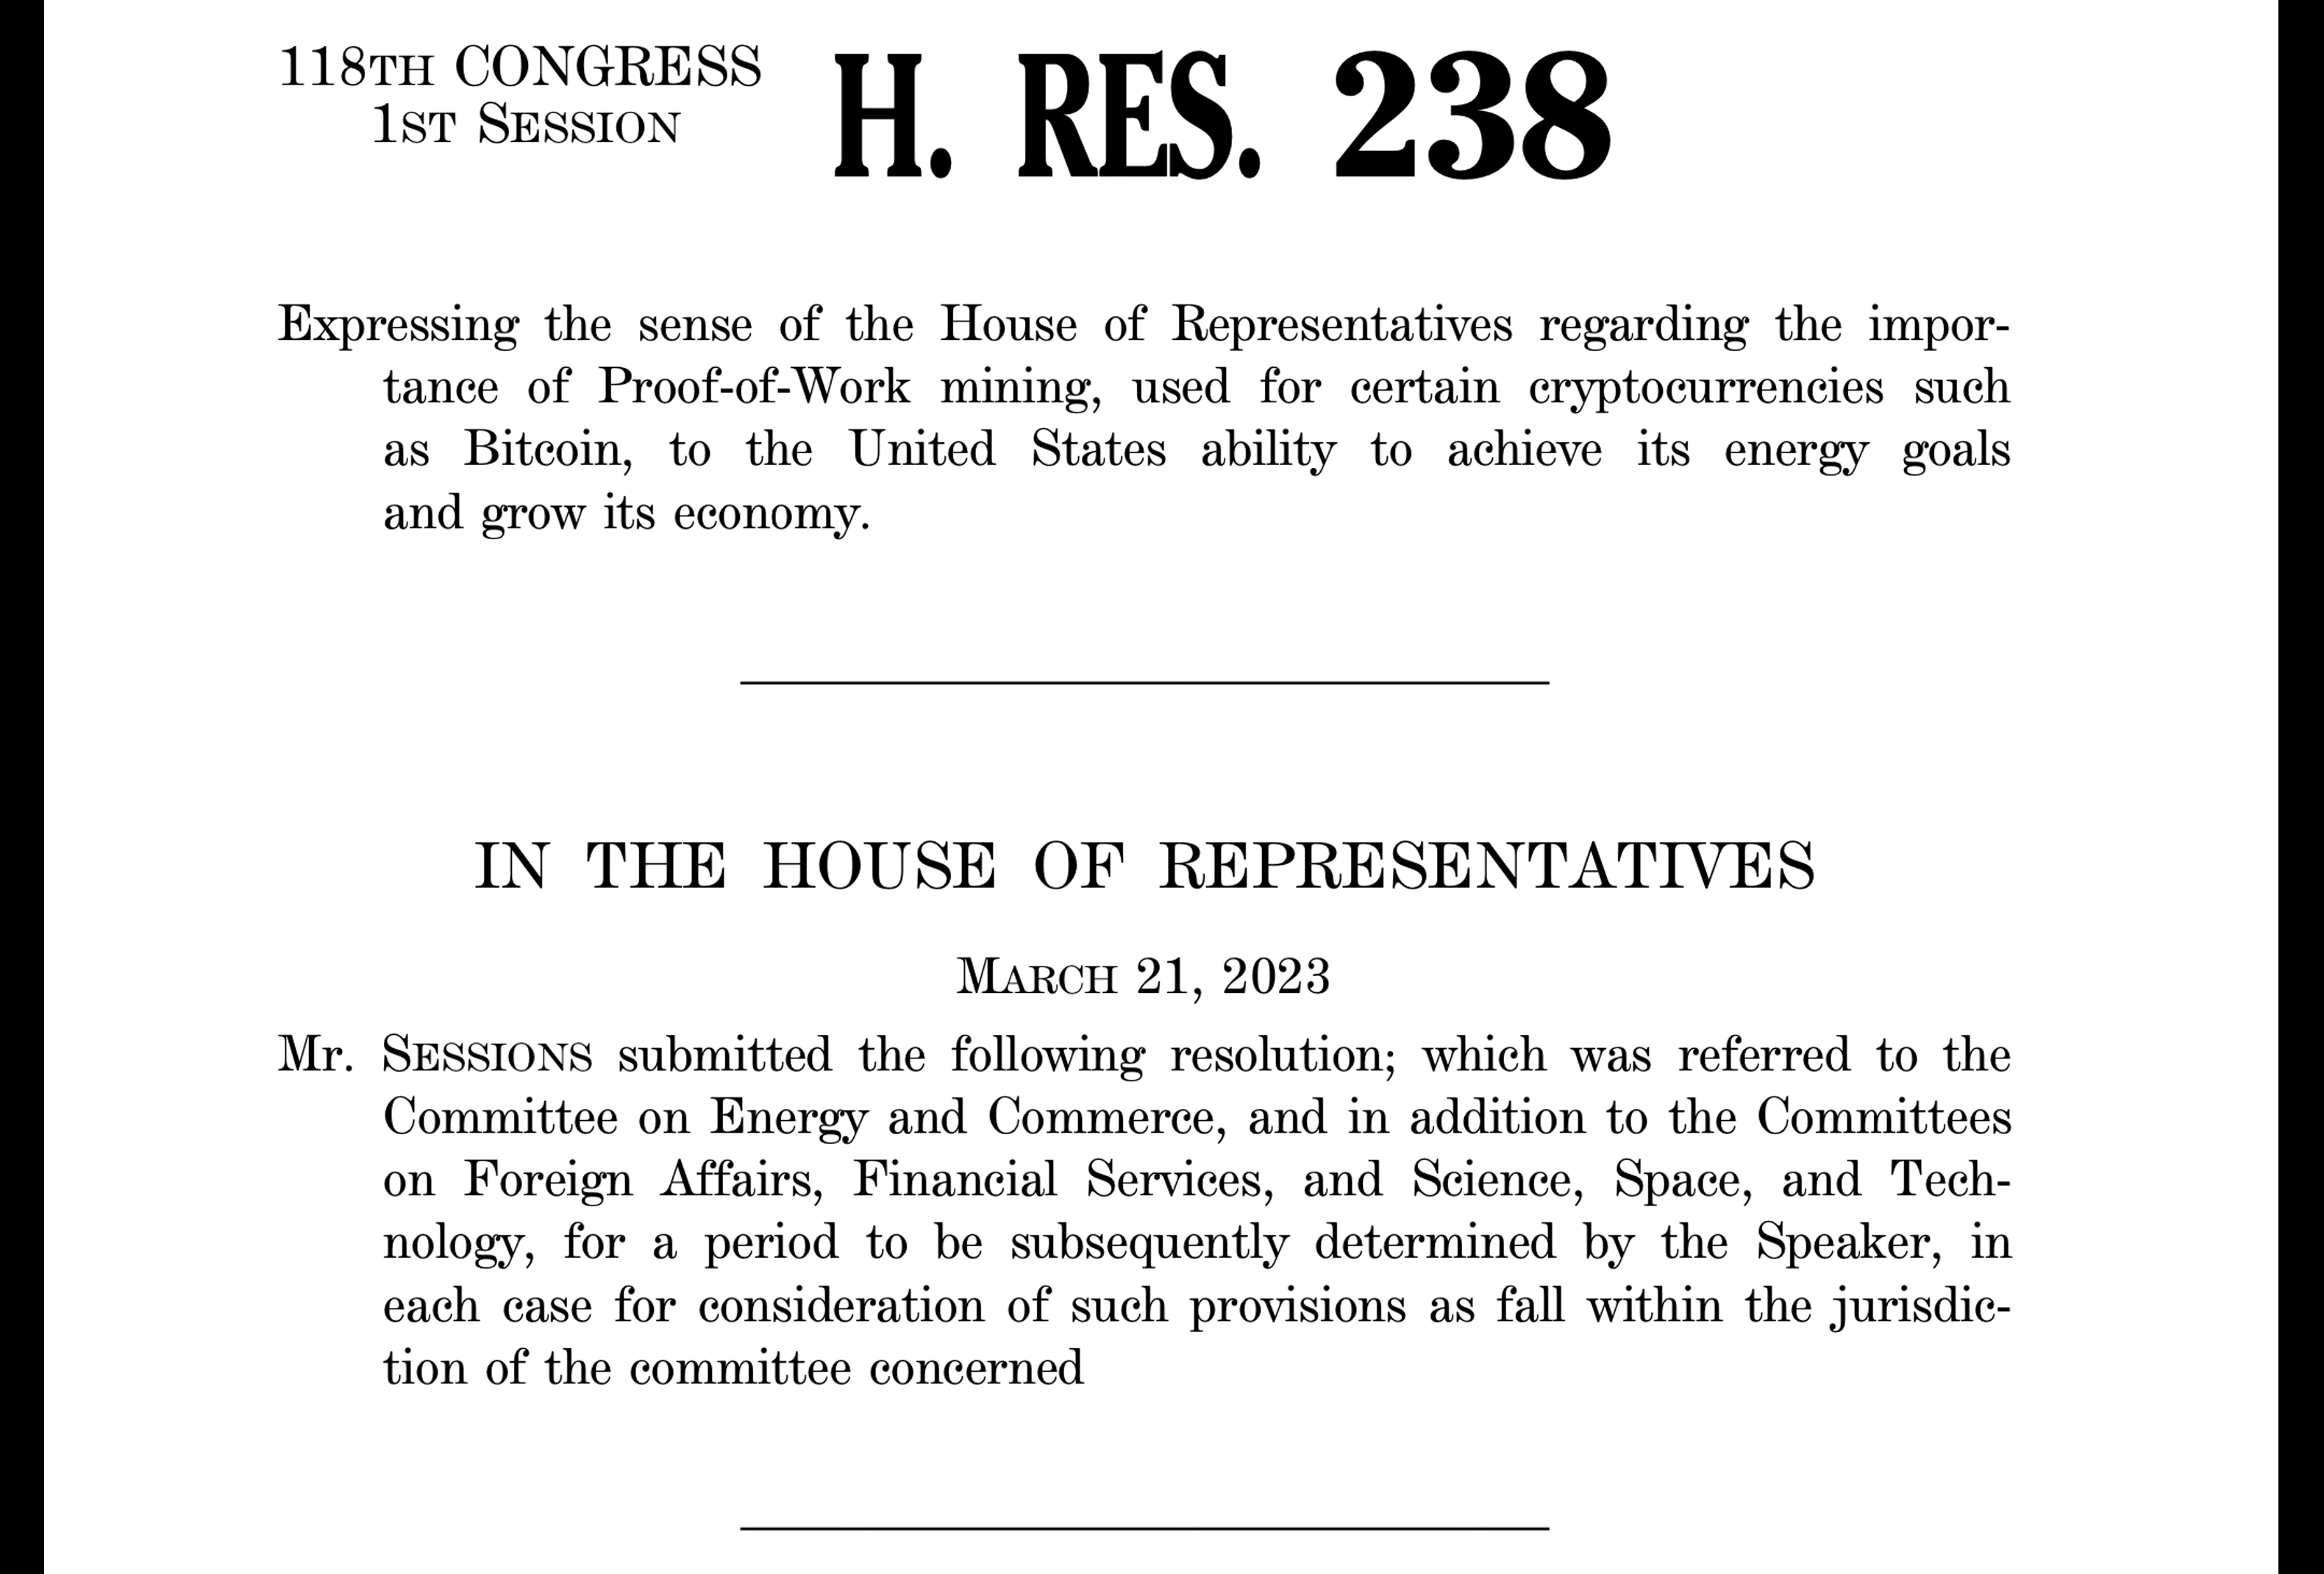 118TH CONGRESS
1ST SESSION
H. RES. 238
Expressing the sense of the House of Representatives regarding the impor-
tance of Proof-of-Work mining, used for certain cryptocurrencies such
as Bitcoin, to the United States ability to achieve its energy goals
and grow its economy.
IN THE HOUSE OF REPRESENTATIVES
MARCH 21, 2023
Mr. SESSIONS submitted the following resolution; which was referred to the
Committee on Energy and Commerce, and in addition to the Committees
on Foreign Affairs, Financial Services, and Science, Space, and Tech-
nology, for a period to be subsequently determined by the Speaker, in
each case for consideration of such provisions as fall within the jurisdic-
tion of the committee concerned